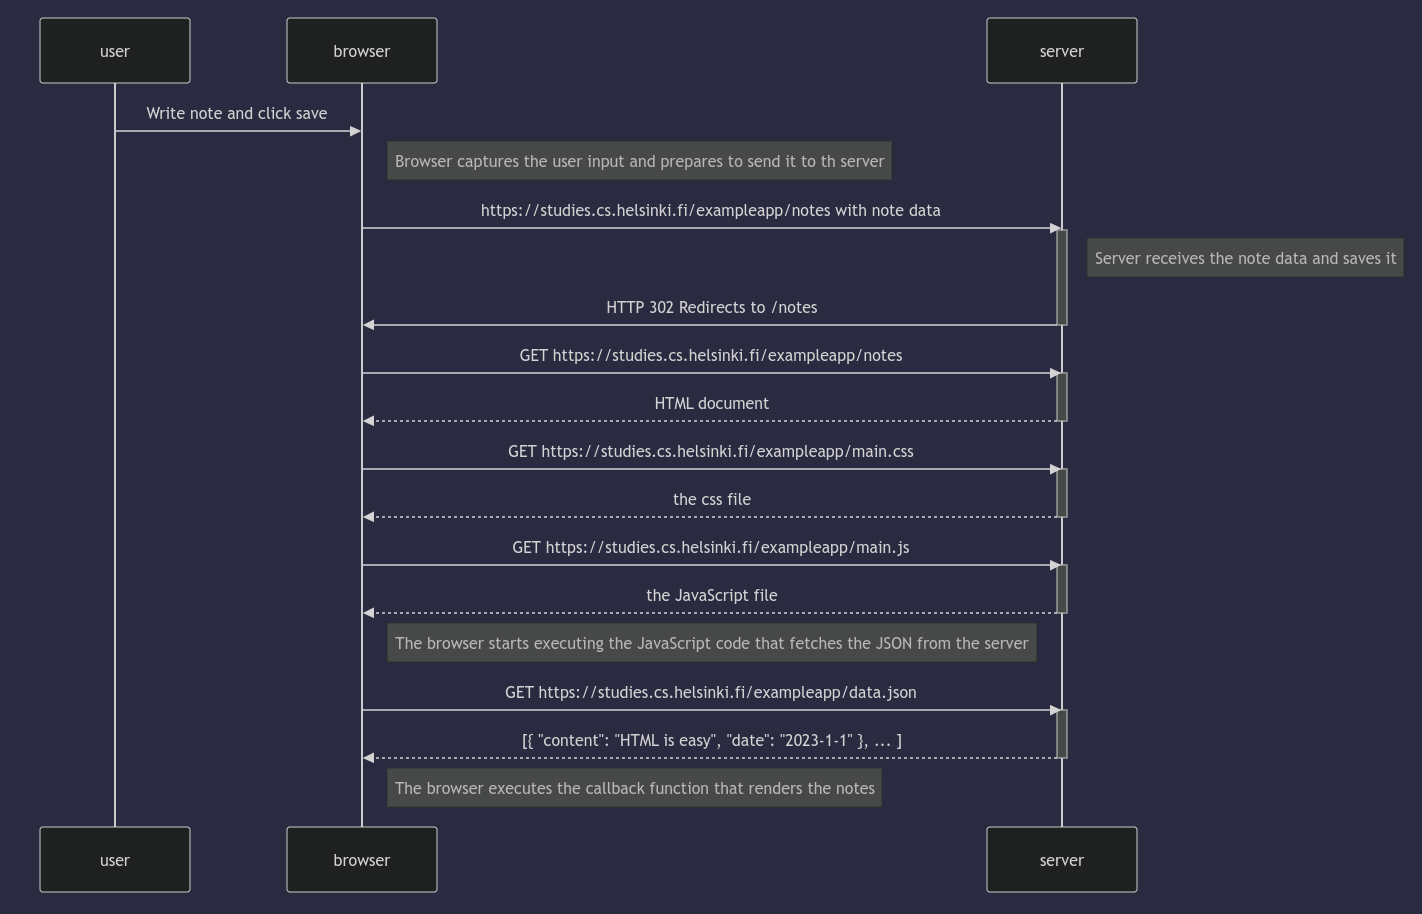 user
browser
server
Write note and click save
Browser captures the user input and prepares to send it to th server
https://studies.cs.helsinki.fi/exampleapp/notes with note data
Server receives the note data and saves it
HTTP 302 Redirects to /notes
GET https://studies.cs.helsinki.fi/exampleapp/notes
HTML document
GET https://studies.cs.helsinki.fi/exampleapp/main.css
the css file
GET https://studies.cs.helsinki.fi/exampleapp/main.js
the JavaScript file
The browser starts executing the JavaScript code that fetches the JSON from the server
GET https://studies.cs.helsinki.fi/exampleapp/data.json
[{ "content": "HTML is easy", "date": "2023-1-1" }, ... ]
The browser executes the callback function that renders the notes
user
browser
server